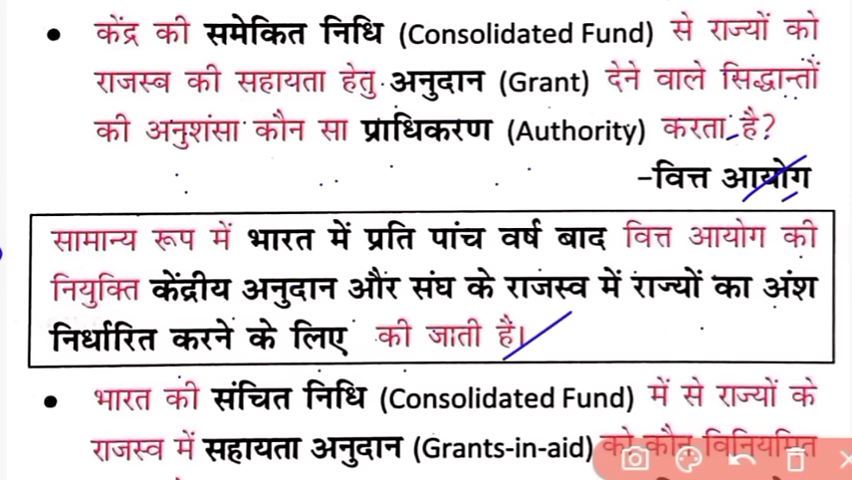 • केंद्र की समेकित निधि (Consolidated Fund) से राज्यों को
राजस्व की सहायता हेतु अनुदान (Grant) देने वाले सिद्धान्तों
की अनुशंसा कौन सा प्राधिकरण (Authority) करता है?
-वित्त आयोग
सामान्य रूप में भारत में प्रति पांच वर्ष बाद वित्त आयोग की
नियुक्ति केंद्रीय अनुदान और संघ के राजस्व में राज्यों का अंश
निर्धारित करने के लिए की जाती है।
• भारत की संचित निधि (Consolidated Fund) में से राज्यों के
राजस्व में सहायता अनुदान (Grants-in-aid) को कौन विनियमित